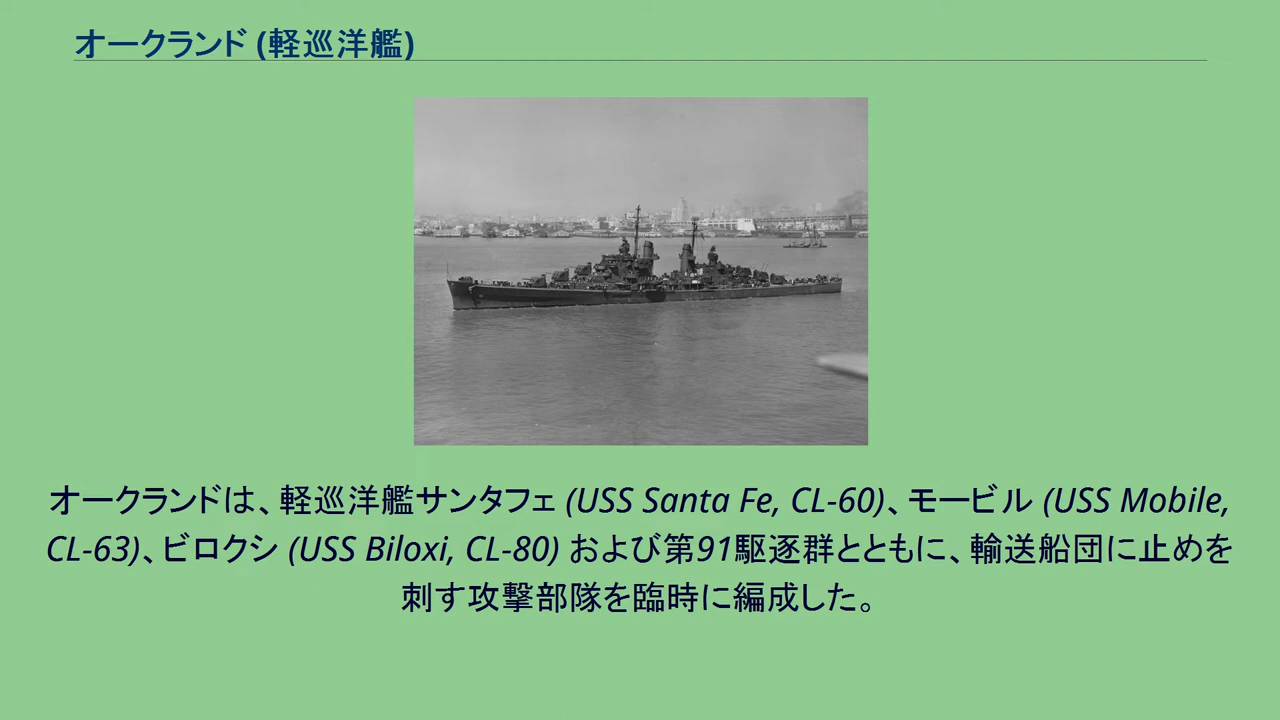 オークランド (軽巡洋艦)
オークランドは、軽巡洋艦サンタフェ (USS Santa Fe, CL-60)、モービル (USS Mobile,
CL-63)、ビロクシ (USS Biloxi, CL-80) および第91駆逐群とともに、輸送船団に止めを
刺す攻撃部隊を臨時に編成した。